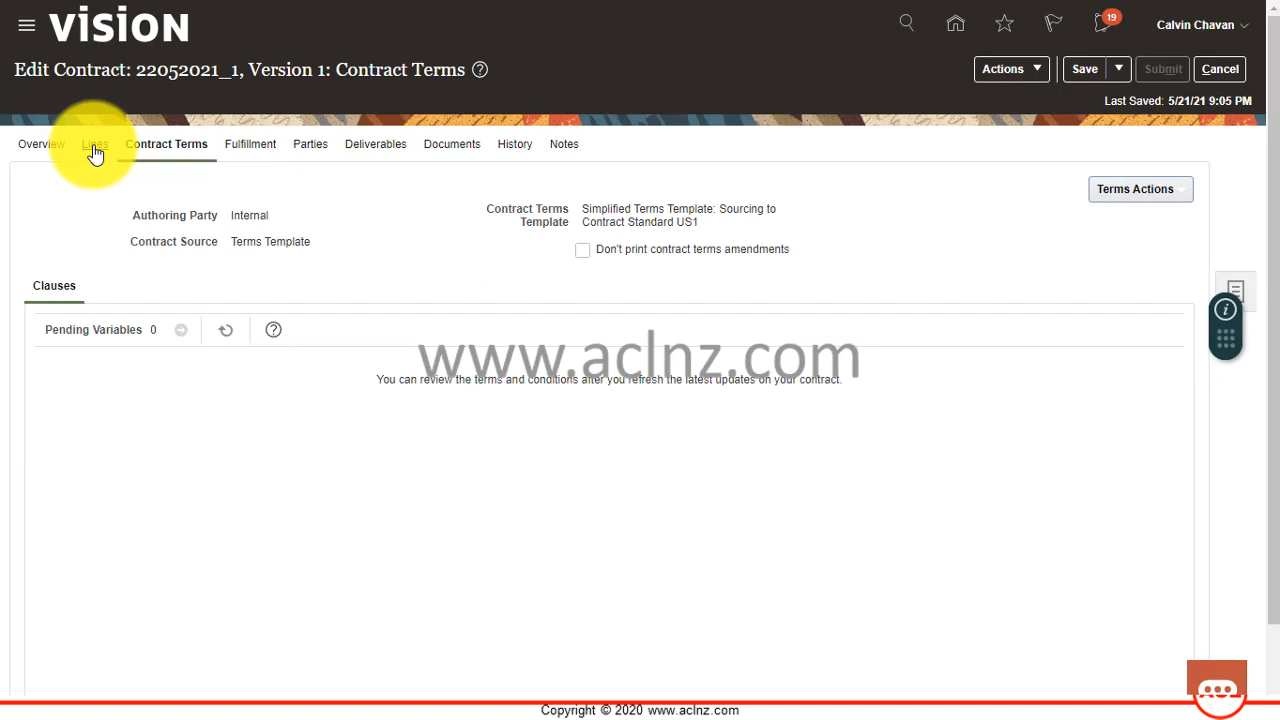 vision
19
Calvin Chavan
Edit Contract: 22052021_1, Version 1: Contract Terms
Actions
Save
Submit
Cancel
Last Saved: 5/21/21 9:05 PM
Overview
Lines
Contract Terms
Fulfillment
Parties
Deliverables
Documents
History
Notes
Terms Actions
Authoring Party Internal
Contract Source Terms Template
Contract Terms Template
Simplified Terms Template: Sourcing to
Contract Standard US1
Don't print contract terms amendments
Clauses
Pending Variables 0
www.aclnz.com
You can review the terms and conditions after you refresh the latest updates on your contract.
Copyright © 2020 www.aclnz.com